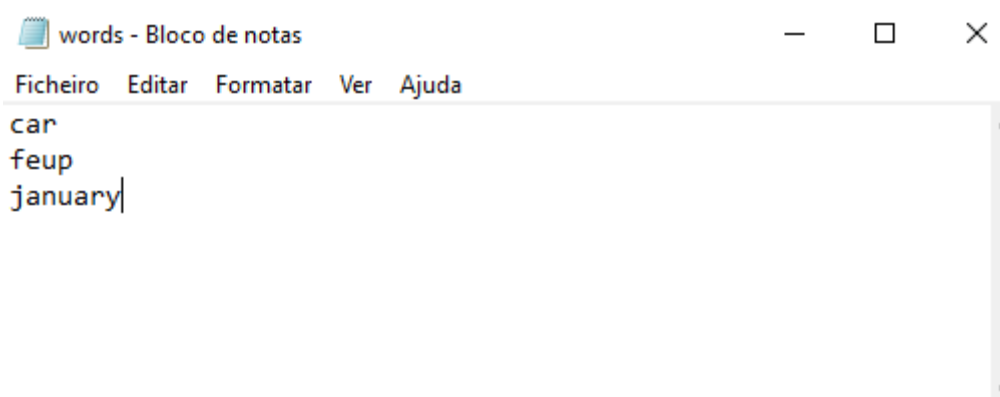 words - Bloco de notas
Ficheiro Editar Formatar Ver Ajuda
car
feup
january